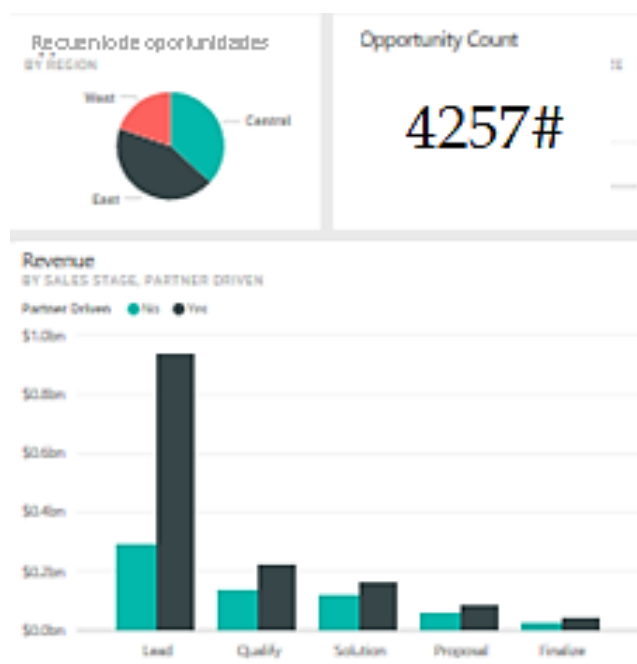 Recuento de oportunidades
BY REGION
West
Central
East
Opportunity Count
4257#
Revenue
BY SALES STAGE, PARTNER DRIVEN
Partner Driven No Yes
$1.0bn
$0.8bn
$0.6bn
$0.4bn
$0.2bn
$0.0bn
Lead Qualify Solution Proposal Finalize